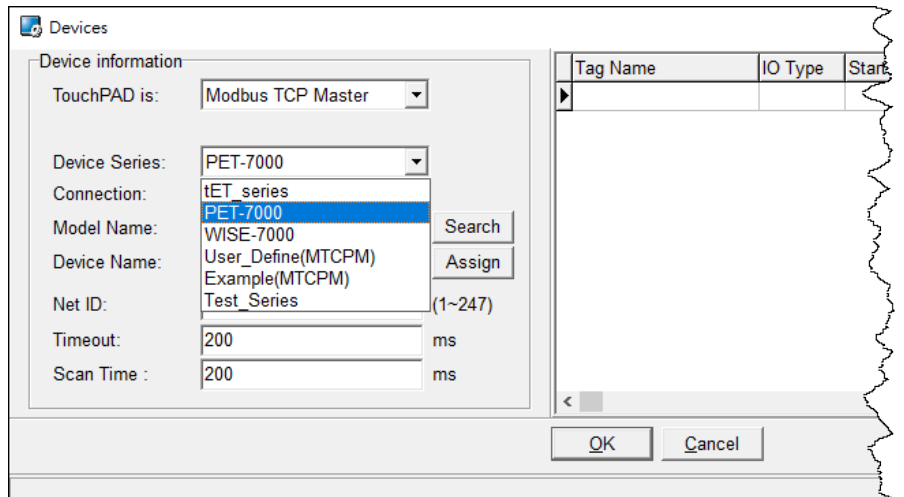 Devices
Device information
TouchPAD is: Modbus TCP Master
Device Series: PET-7000
Connection:
tET_series
PET-7000
WISE-7000
User_Define(MTCPM)
Example(MTCPM)
Test_Series
Model Name: Search
Device Name: Assign
Net ID: (1~247)
Timeout: 200 ms
Scan Time : 200 ms
Tag Name IO Type Start
OK Cancel